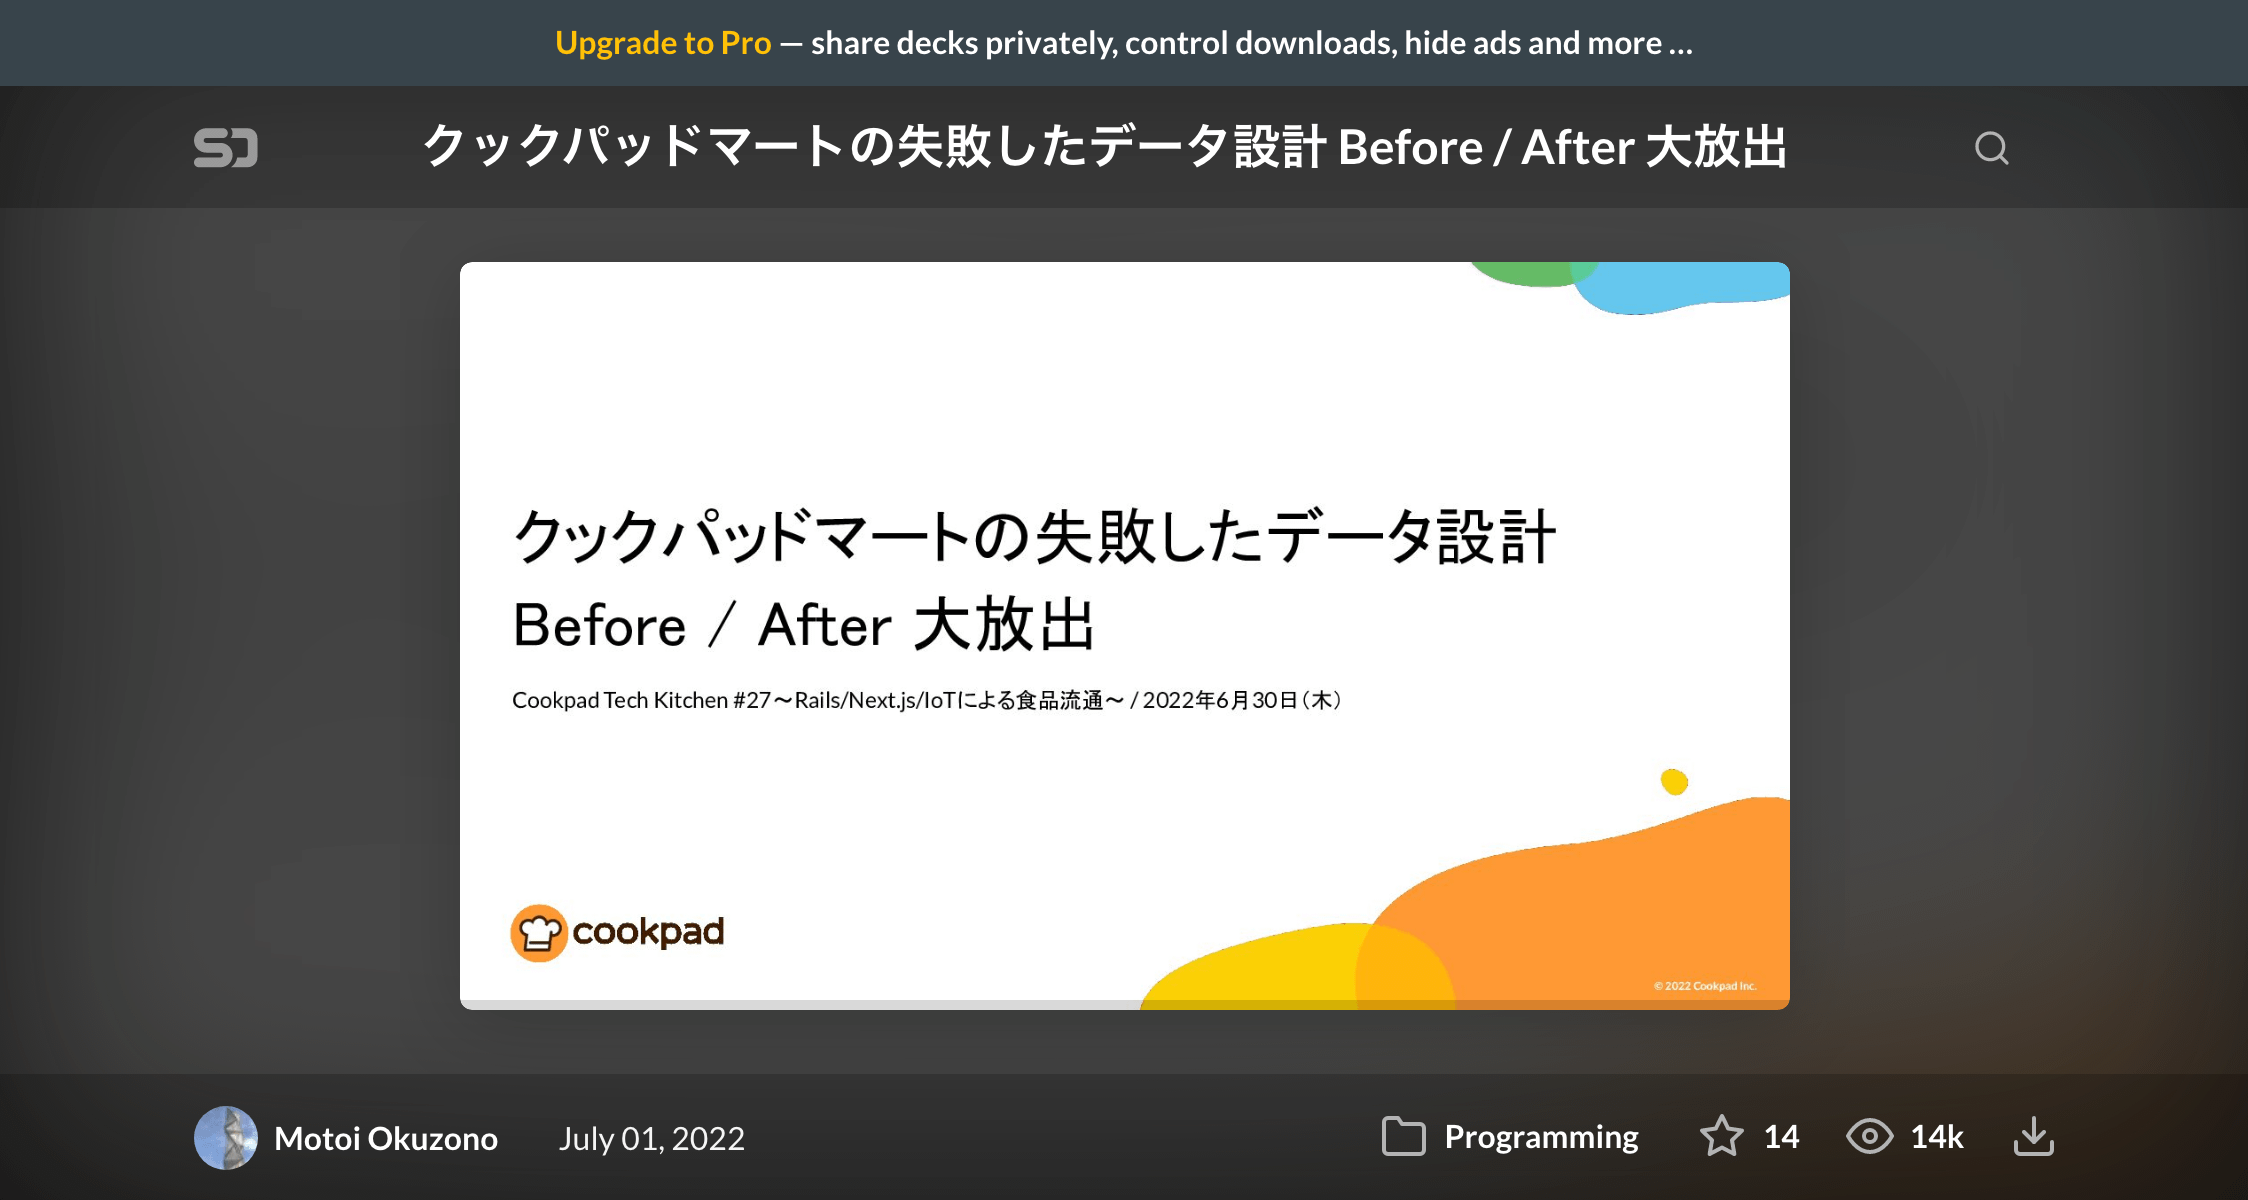 Upgrade to Pro — share decks privately, control downloads, hide ads and more …
クックパッドマートの失敗したデータ設計 Before / After 大放出
クックパッドマートの失敗したデータ設計
Before / After 大放出
Cookpad Tech Kitchen #27〜Rails/Next.js/IoTによる食品流通〜 / 2022年6月30日（木）
cookpad
© 2022 Cookpad Inc.
Motoi Okuzono July 01, 2022 Programming 14 14k